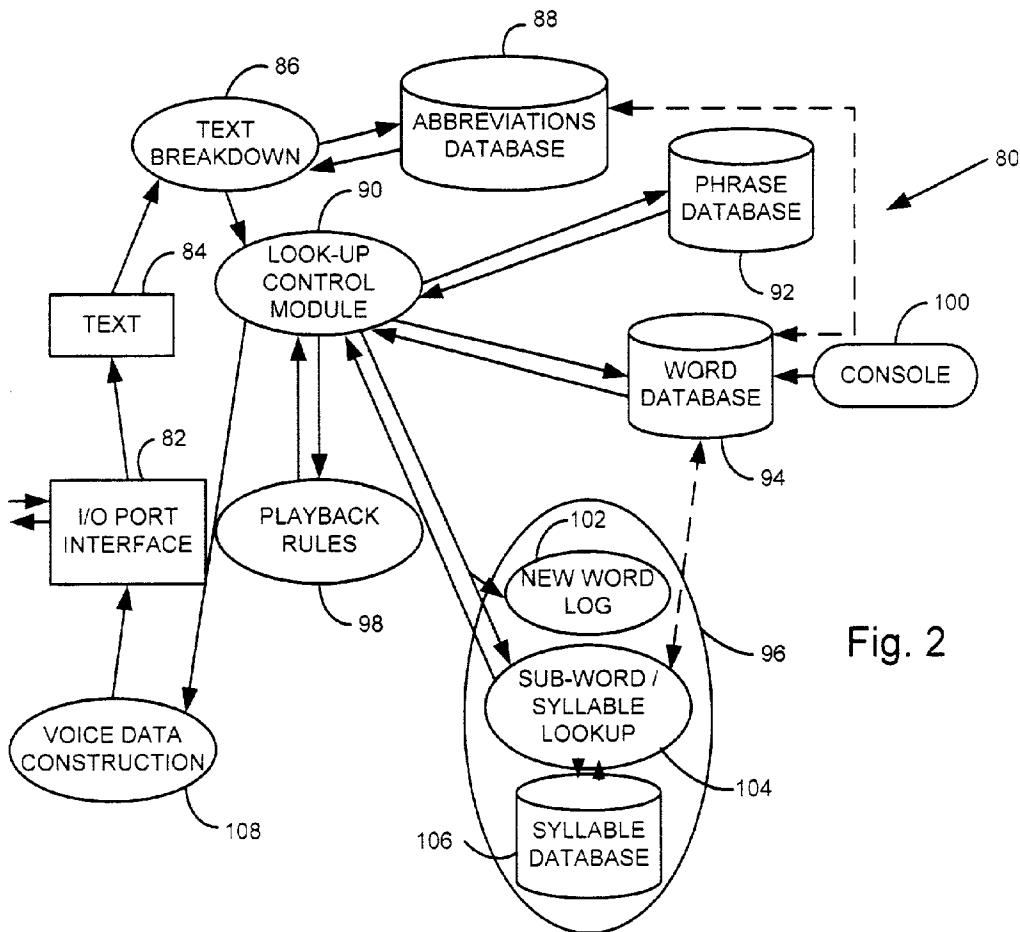 88
86
TEXT
BREAKDOWN
ABBREVIATIONS
DATABASE
80
PHRASE
DATABASE
90
84
LOOK-UP
CONTROL
MODULE
92
100
TEXT
WORD
DATABASE
CONSOLE
82
94
I/O PORT
INTERFACE
PLAYBACK
RULES
102
NEW WORD
LOG
98
96
Fig. 2
SUB-WORD /
SYLLABLE
LOOKUP
VOICE DATA
CONSTRUCTION
104
108
106
SYLLABLE
DATABASE